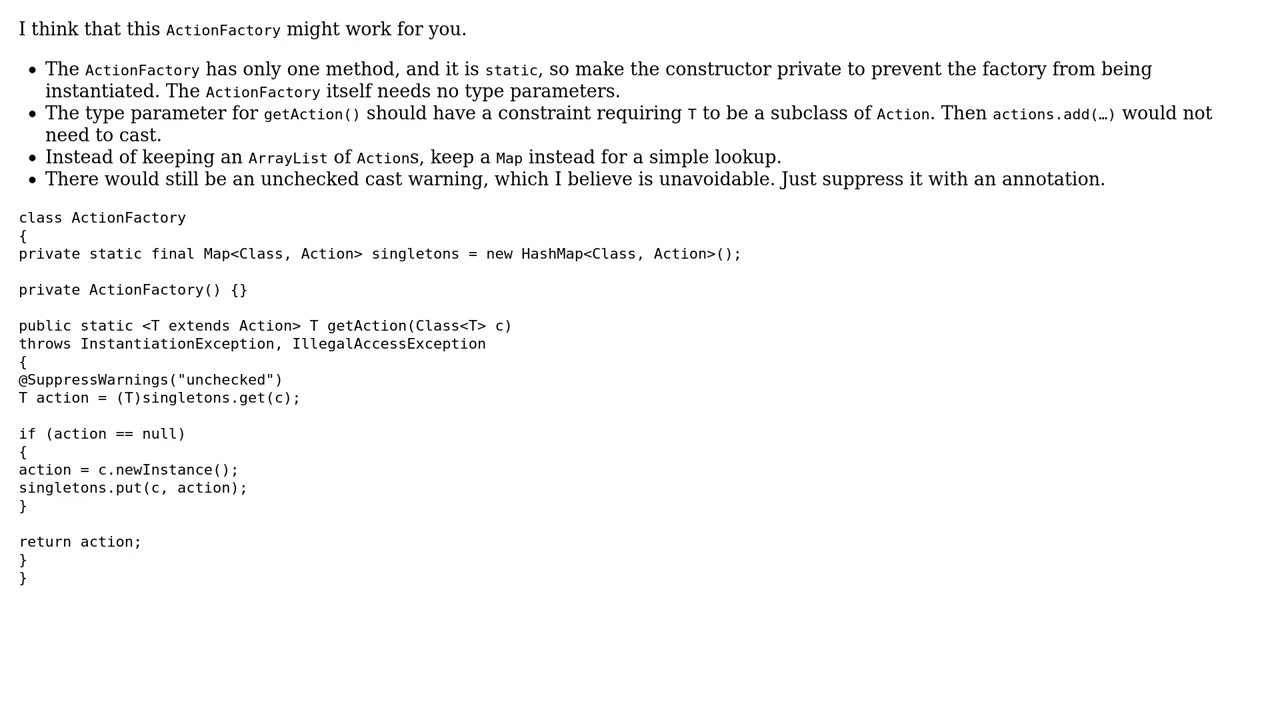 I think that this ActionFactory might work for you.
• The ActionFactory has only one method, and it is static, so make the constructor private to prevent the factory from being
instantiated. The ActionFactory itself needs no type parameters.
• The type parameter for getAction() should have a constraint requiring T to be a subclass of Action. Then actions.add(…) would not
need to cast.
• Instead of keeping an ArrayList of Actions, keep a Map instead for a simple lookup.
• There would still be an unchecked cast warning, which I believe is unavoidable. Just suppress it with an annotation.
class ActionFactory
{
private static final Map<Class, Action> singletons = new HashMap<Class, Action>();
private ActionFactory() {}
public static <T extends Action> T getAction(Class<T> c)
throws InstantiationException, IllegalAccessException
{
@SuppressWarnings("unchecked")
T action = (T)singletons.get(c);
if (action == null)
{
action = c.newInstance();
singletons.put(c, action);
}
return action;
}
}